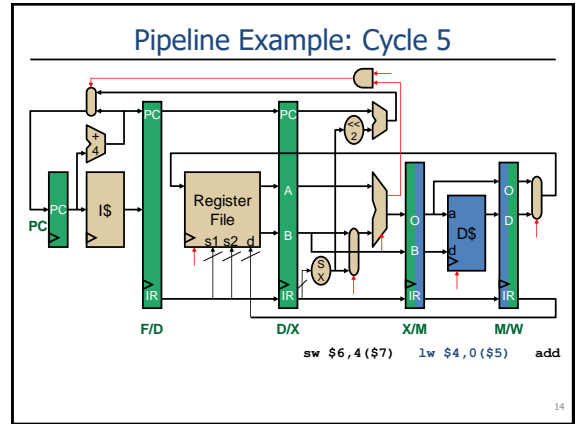 Pipeline Example: Cycle 5
PC
PC
<<
2
+
4
PC
PC
I$
Register
File
s1 s2 d
A
B
S
X
O
B
a
D$
d
O
D
IR
IR
IR
IR
F/D
D/X
X/M
M/W
sw $6,4($7)
lw $4,0($5)
add
14